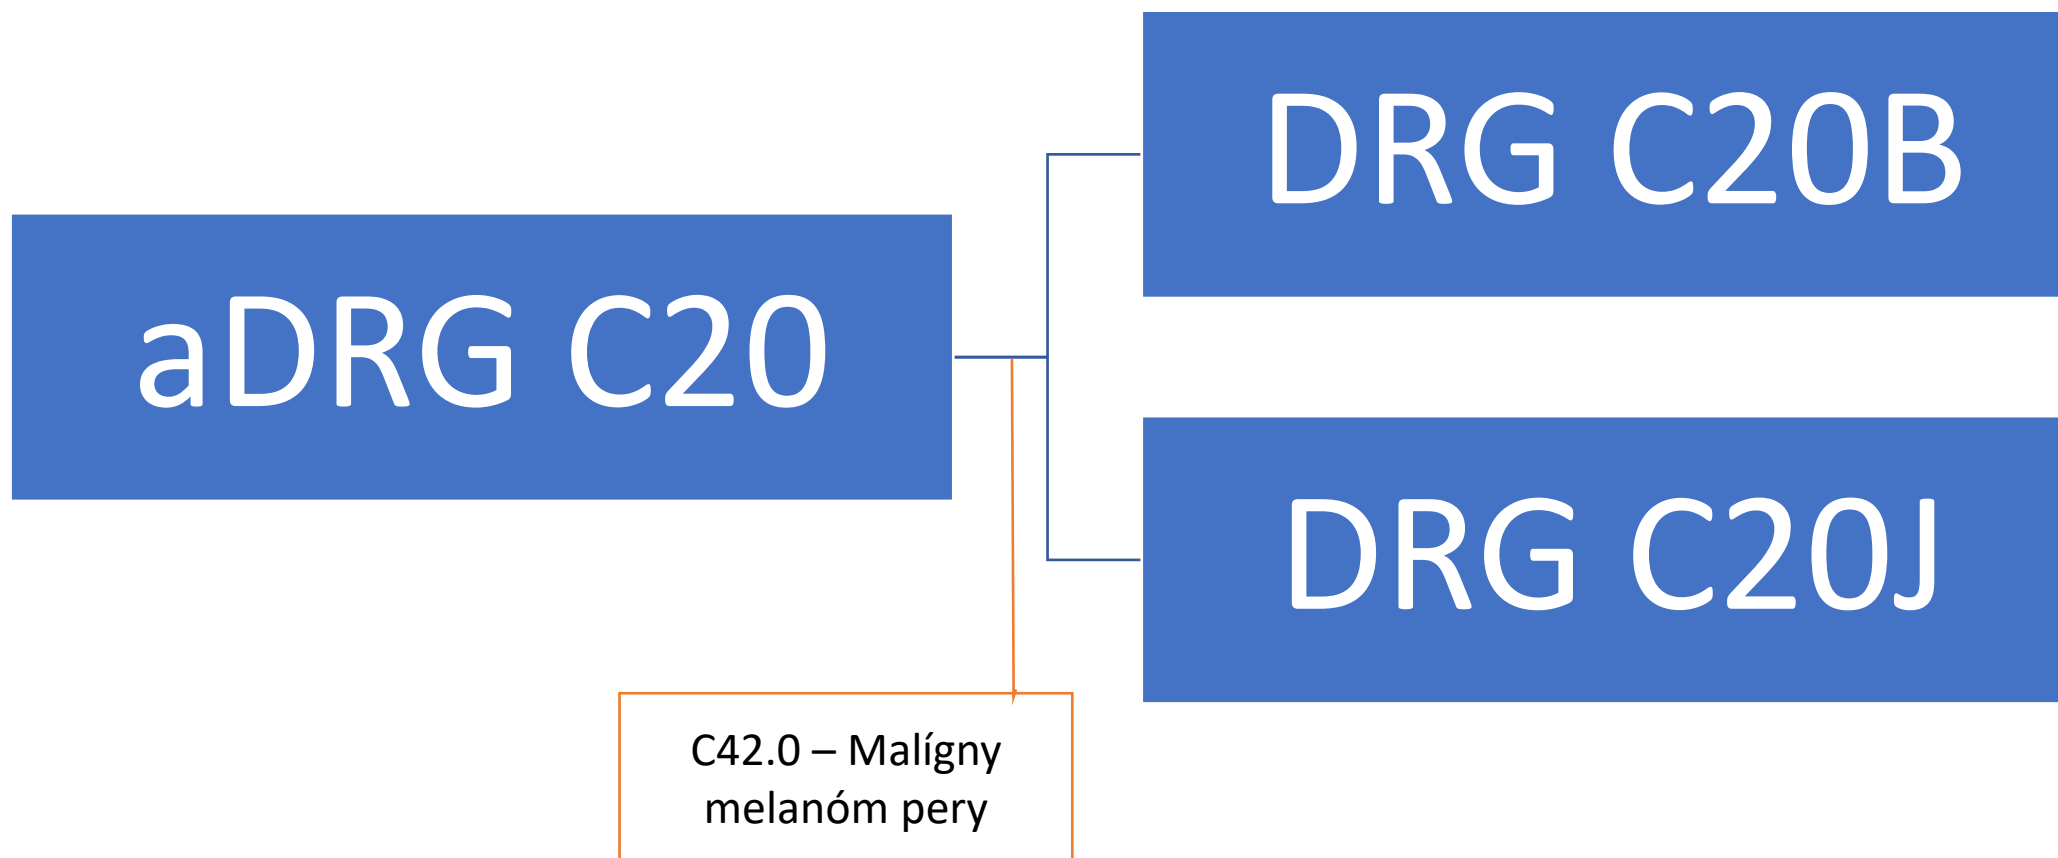 aDRG C20
DRG C20B
DRG C20J
C42.0 – Malígny
melanóm pery